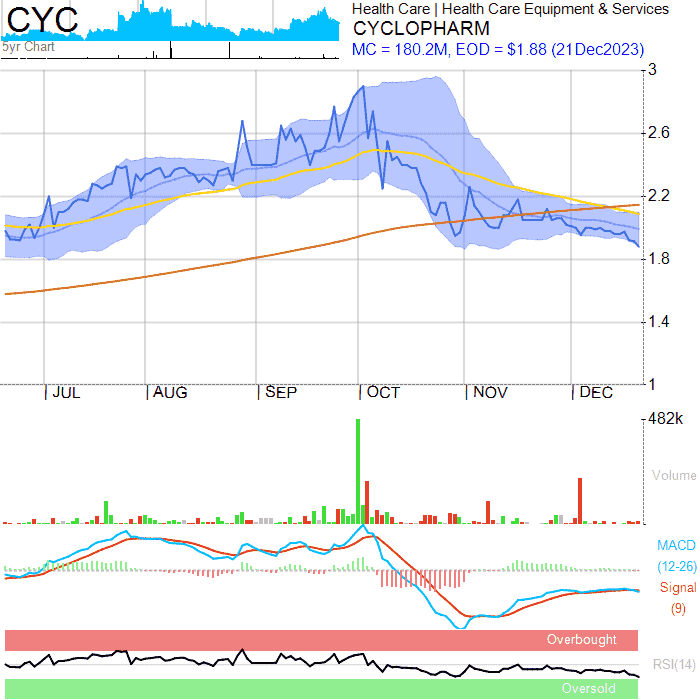 CYC
5yr Chart
Health Care | Health Care Equipment & Services
CYCLOPHARM
MC = 180.2M, EOD = $1.88 (21Dec2023)
3
2.6
2.2
1.8
1.4
1
JUL AUG SEP OCT NOV DEC
482k
Volume
MACD
(12-26)
Signal
(9)
Overbought
RSI(14)
Oversold